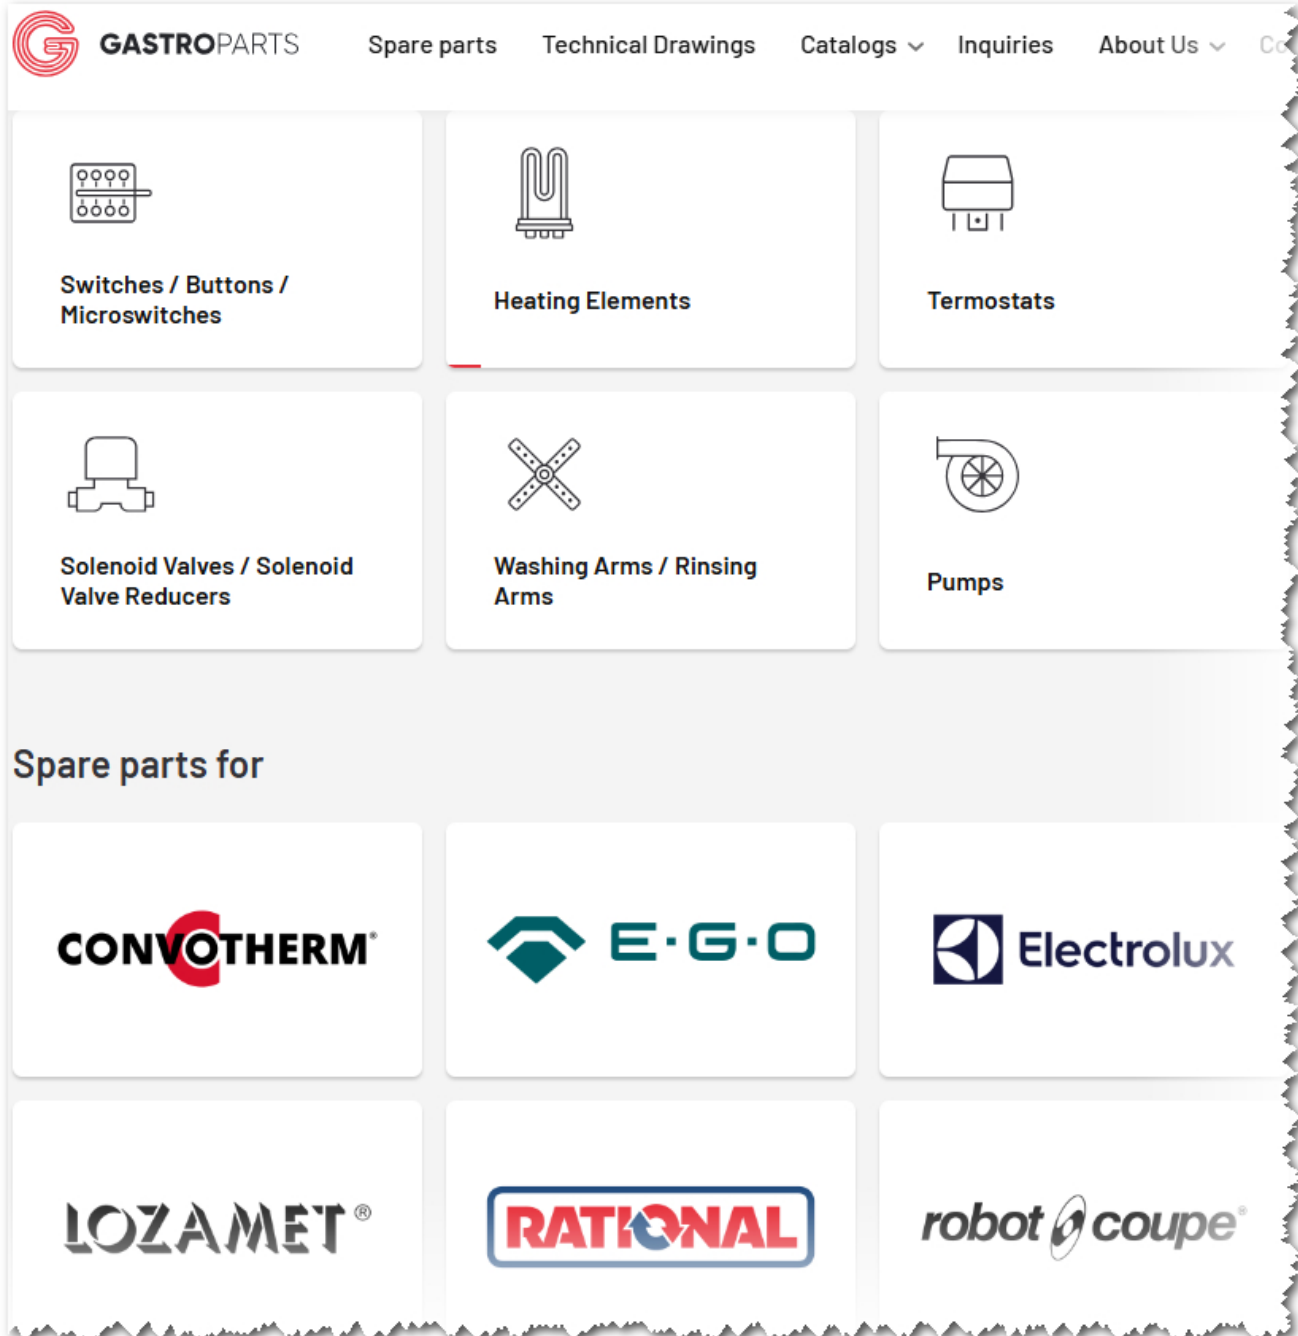 GASTROPARTS Spare parts Technical Drawings Catalogs Inquiries About Us
Switches / Buttons /
Microswitches
Heating Elements
Termostats
Solenoid Valves / Solenoid
Valve Reducers
Washing Arms / Rinsing
Arms
Pumps
Spare parts for
CONVOTHERM®
E·G·O
Electrolux
LOZAMET®
RATIONAL
robot coupe®